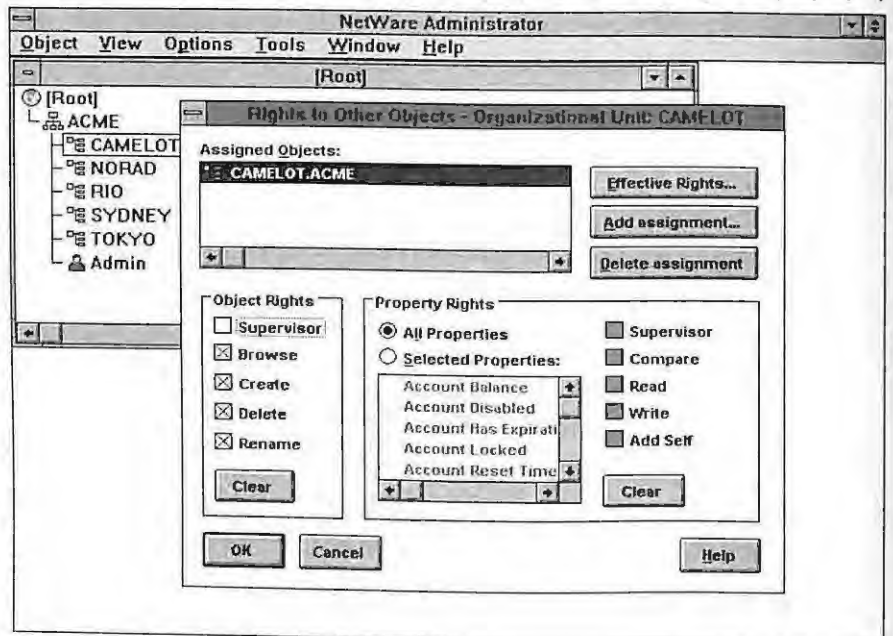 NetWare Administrator
Object View Options Tools Window Help
[Root]
[Root]
ACME
CAMELOT
NORAD
RIO
SYDNEY
TOKYO
Admin
Rights to Other Objects - Organizational Unit: CAMELOT
Assigned Objects:
CAMELOT.ACME
Effective Rights...
Add assignment...
Delete assignment
Object Rights
Supervisor
Browse
Create
Delete
Rename
Clear
Property Rights
All Properties
Selected Properties:
Account Balance
Account Disabled
Account Has Expirati
Account Locked
Account Reset Time
Supervisor
Compare
Read
Write
Add Self
Clear
OK
Cancel
Help